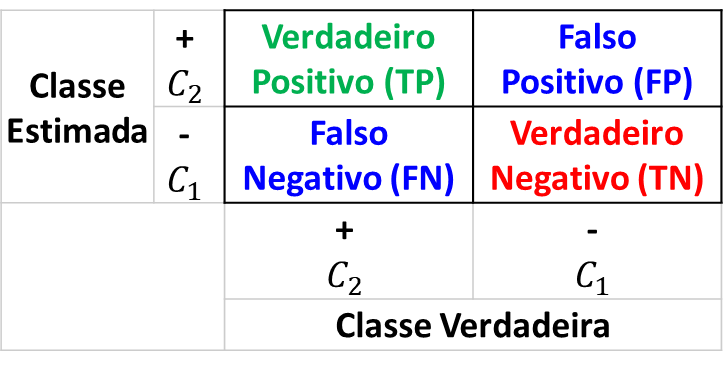 Classe
Estimada
+
C₂
Verdadeiro
Positivo (TP)
Falso
Positivo (FP)
-
C₁
Falso
Negativo (FN)
Verdadeiro
Negativo (TN)
+
C₂
-
C₁
Classe Verdadeira